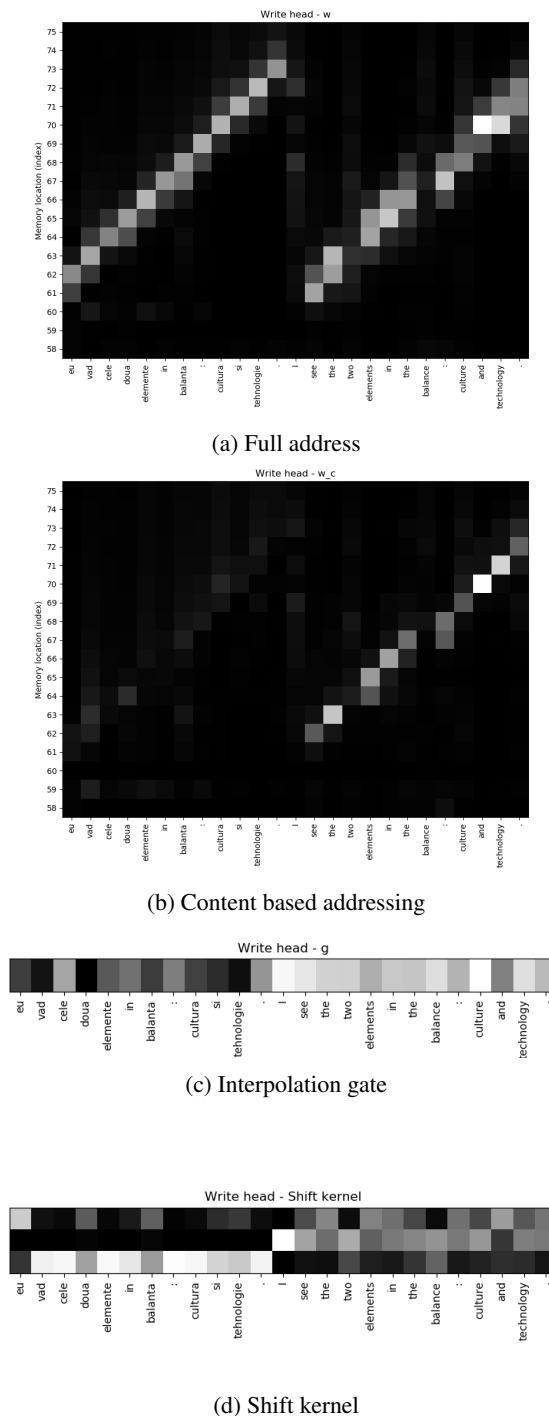 Write head - w
Memory location (index)
75
74
73
72
71
70
69
68
67
66
65
64
63
62
61
60
59
58
eu vad cele doua elemente in balanta : cultura si tehnologie . I see the two elements in the balance : culture and technology .
(a) Full address
Write head - w_c
Memory location (index)
75
74
73
72
71
70
69
68
67
66
65
64
63
62
61
60
59
58
eu vad cele doua elemente in balanta : cultura si tehnologie . I see the two elements in the balance : culture and technology .
(b) Content based addressing
Write head - g
eu vad cele doua elemente in balanta : cultura si tehnologie . I see the two elements in the balance : culture and technology .
(c) Interpolation gate
Write head - Shift kernel
eu vad cele doua elemente in balanta : cultura si tehnologie . I see the two elements in the balance : culture and technology .
(d) Shift kernel